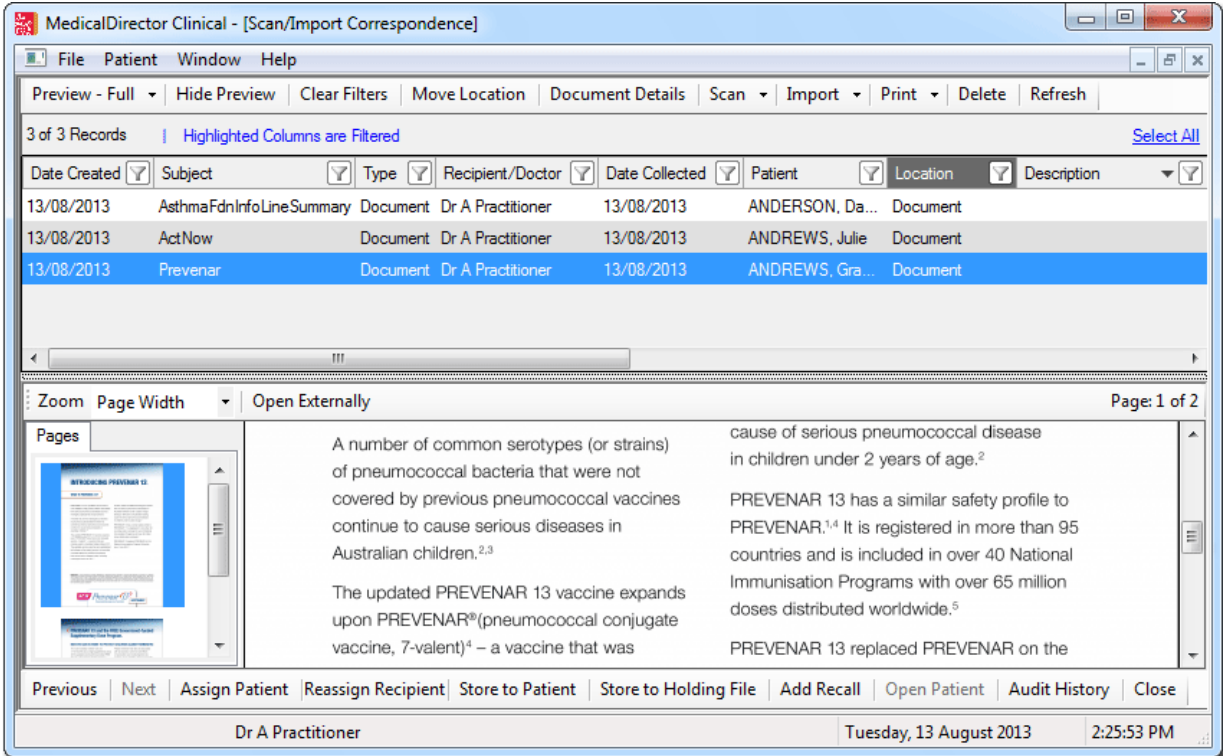 MedicalDirector Clinical - [Scan/Import Correspondence]
File Patient Window Help
Preview - Full Hide Preview Clear Filters Move Location Document Details Scan Import Print Delete Refresh
3 of 3 Records | Highlighted Columns are Filtered Select All
Date Created Subject Type Recipient/Doctor Date Collected Patient Location Description
13/08/2013 AsthmaFdnInfoLineSummary Document Dr A Practitioner 13/08/2013 ANDERSON, Da... Document
13/08/2013 ActNow Document Dr A Practitioner 13/08/2013 ANDREWS, Julie Document
13/08/2013 Prevenar Document Dr A Practitioner 13/08/2013 ANDREWS, Gra... Document
Zoom Page Width Open Externally Page: 1 of 2
Pages
INTRODUCING PREVENAR 13
A number of common serotypes (or strains)
of pneumococcal bacteria that were not
covered by previous pneumococcal vaccines
continue to cause serious diseases in
Australian children.2,3
The updated PREVENAR 13 vaccine expands
upon PREVENAR®(pneumococcal conjugate
vaccine, 7-valent)4 – a vaccine that was
cause of serious pneumococcal disease
in children under 2 years of age.2
PREVENAR 13 has a similar safety profile to
PREVENAR.1,4 It is registered in more than 95
countries and is included in over 40 National
Immunisation Programs with over 65 million
doses distributed worldwide.5
PREVENAR 13 replaced PREVENAR on the
Previous Next Assign Patient Reassign Recipient Store to Patient Store to Holding File Add Recall Open Patient Audit History Close
Dr A Practitioner Tuesday, 13 August 2013 2:25:53 PM